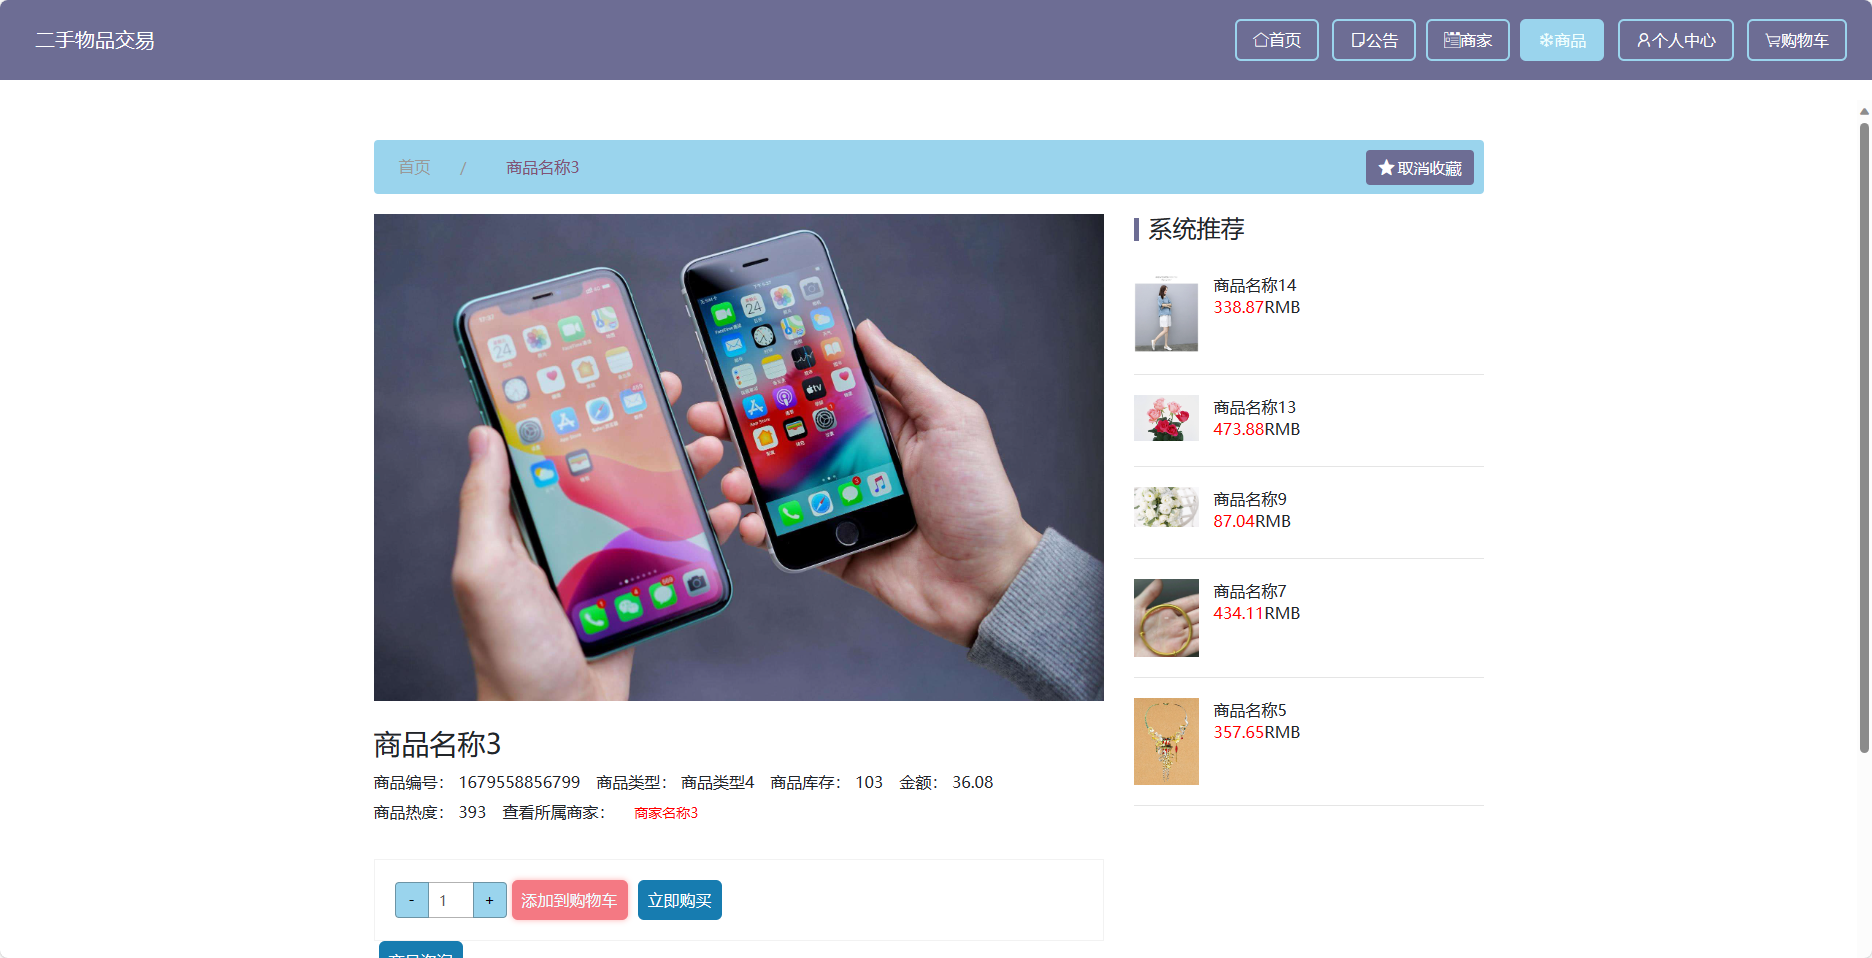 二手物品交易
首页
公告
商家
商品
个人中心
购物车
首页 / 商品名称3
取消收藏
系统推荐
商品名称14
338.87RMB
商品名称13
473.88RMB
商品名称9
87.04RMB
商品名称7
434.11RMB
商品名称5
357.65RMB
商品名称3
商品编号： 1679558856799 商品类型： 商品类型4 商品库存： 103 金额： 36.08
商品热度： 393 查看所属商家： 商家名称3
- 1 + 添加到购物车 立即购买